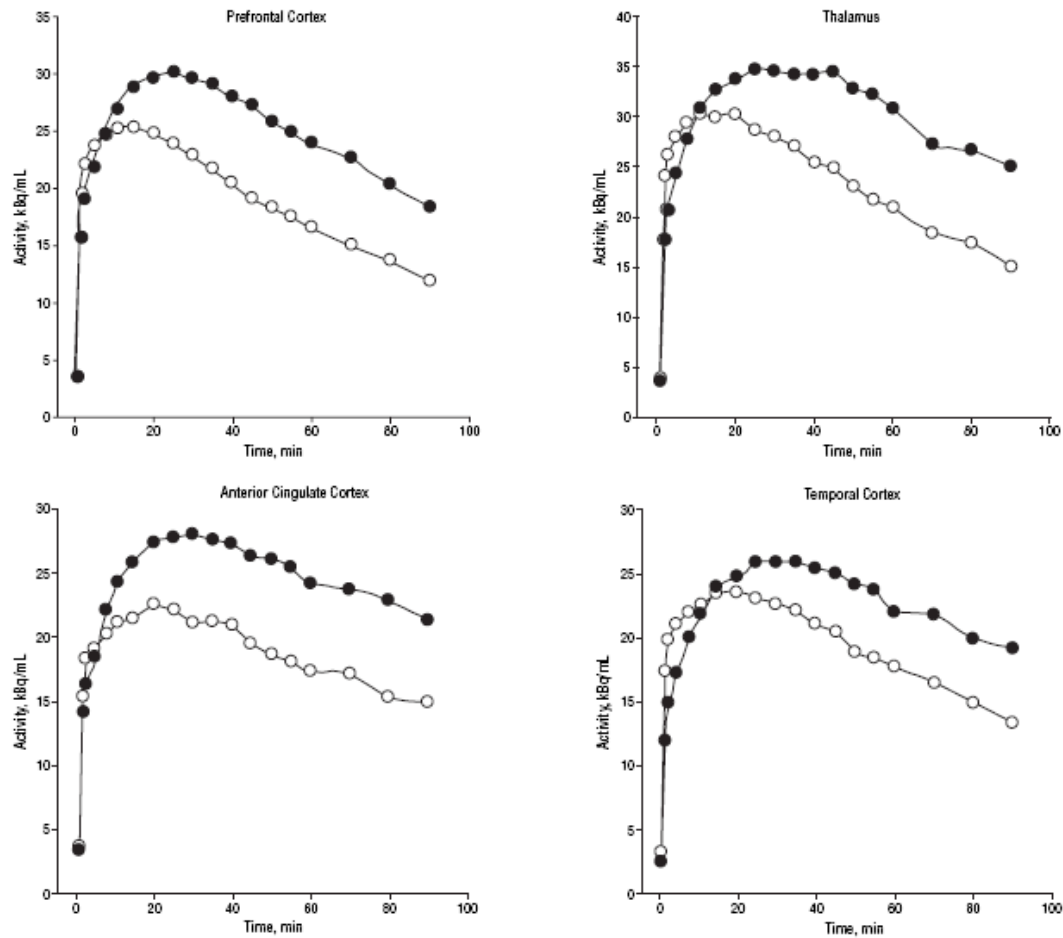 Prefrontal Cortex
35
30
25
20
15
10
5
0
Activity, kBq/mL
0 20 40 60 80 100
Time, min
Thalamus
40
35
30
25
20
15
10
5
0
Activity, kBq/mL
0 20 40 60 80 100
Time, min
Anterior Cingulate Cortex
30
25
20
15
10
5
0
Activity, kBq/mL
0 20 40 60 80 100
Time, min
Temporal Cortex
30
25
20
15
10
5
0
Activity, kBq/mL
0 20 40 60 80 100
Time, min